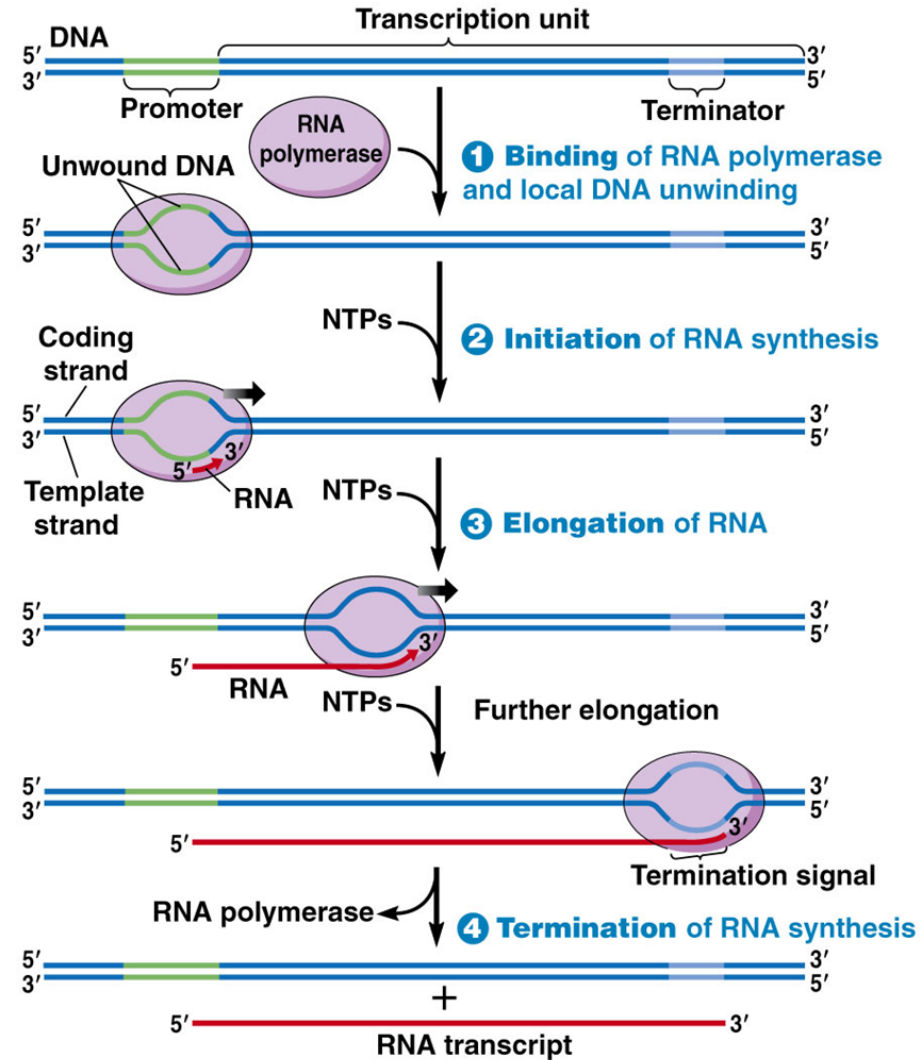 Transcription unit
DNA
5′ 3′
3′ 5′
Promoter
Terminator
RNA
polymerase
1 Binding of RNA polymerase
and local DNA unwinding
Unwound DNA
5′ 3′
3′ 5′
NTPs
2 Initiation of RNA synthesis
Coding
strand
5′ 3′
3′ 5′
5′ 3′
RNA
Template
strand
NTPs
3 Elongation of RNA
5′ 3′
3′ 5′
3′
5′
RNA
NTPs
Further elongation
5′ 3′
3′ 5′
3′
5′
Termination signal
RNA polymerase
4 Termination of RNA synthesis
5′ 3′
3′ 5′
+
5′ 3′
RNA transcript